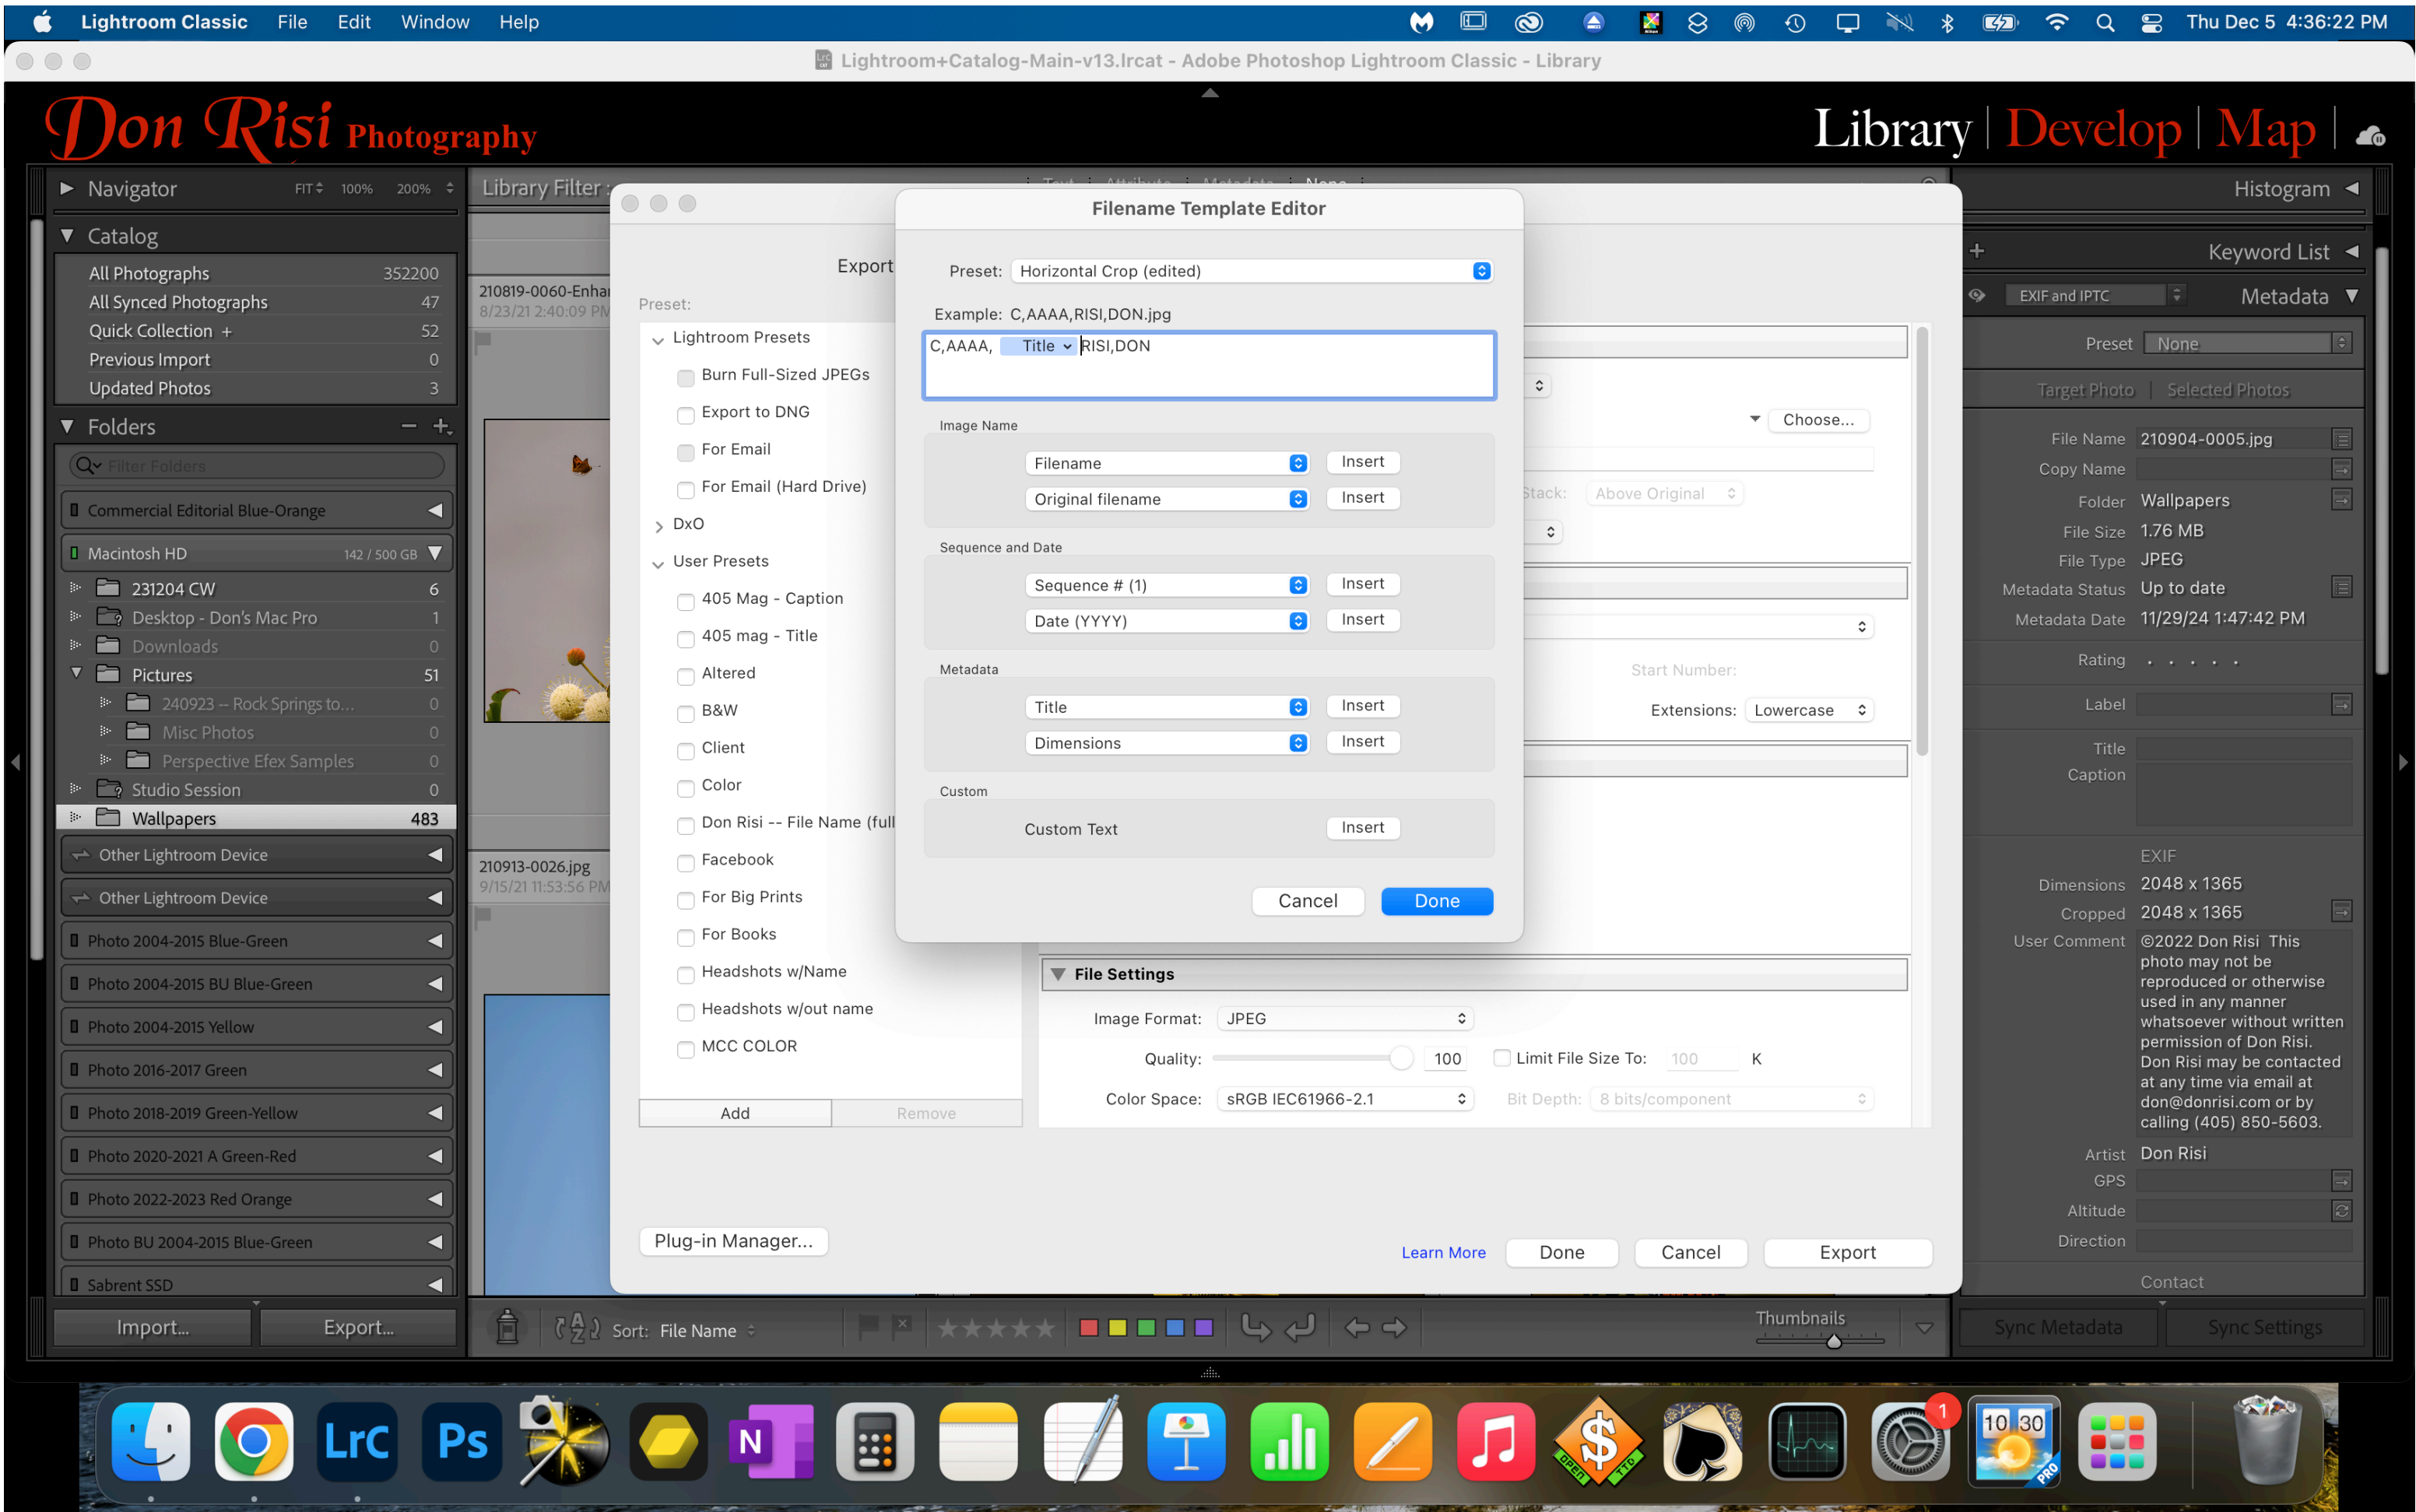 Lightroom Classic File Edit Window Help Thu Dec 5 4:36:22 PM
Lightroom+Catalog-Main-v13.lrcat - Adobe Photoshop Lightroom Classic - Library
Don Risi Photography
Library | Develop | Map
Navigator FIT 100% 200%
Catalog
All Photographs 352200
All Synced Photographs 47
Quick Collection + 52
Previous Import 0
Updated Photos 3
Folders
Filter Folders
Commercial Editorial Blue-Orange
Macintosh HD 142 / 500 GB
231204 CW 6
Desktop - Don's Mac Pro 1
Downloads 0
Pictures 51
240923 -- Rock Springs to... 0
Misc Photos 0
Perspective Efex Samples 0
Studio Session 0
Wallpapers 483
Other Lightroom Device
Other Lightroom Device
Photo 2004-2015 Blue-Green
Photo 2004-2015 BU Blue-Green
Photo 2004-2015 Yellow
Photo 2016-2017 Green
Photo 2018-2019 Green-Yellow
Photo 2020-2021 A Green-Red
Photo 2022-2023 Red Orange
Photo BU 2004-2015 Blue-Green
Sabrent SSD
Import...
Export...
Library Filter : Text Attribute Metadata None
210819-0060-Enha
8/23/21 2:40:09 PM
210913-0026.jpg
9/15/21 11:53:56 PM
Export
Preset:
Lightroom Presets
Burn Full-Sized JPEGs
Export to DNG
For Email
For Email (Hard Drive)
DxO
User Presets
405 Mag - Caption
405 mag - Title
Altered
B&W
Client
Color
Don Risi -- File Name (full
Facebook
For Big Prints
For Books
Headshots w/Name
Headshots w/out name
MCC COLOR
Add Remove
Plug-in Manager...
Filename Template Editor
Preset: Horizontal Crop (edited)
Example: C,AAAA,RISI,DON.jpg
C,AAAA, Title RISI,DON
Image Name
Filename Insert
Original filename Insert
Sequence and Date
Sequence # (1) Insert
Date (YYYY) Insert
Metadata
Title Insert
Dimensions Insert
Custom
Custom Text Insert
Cancel Done
Choose...
Stack: Above Original
Start Number:
Extensions: Lowercase
File Settings
Image Format: JPEG
Quality: 100 Limit File Size To: 100 K
Color Space: sRGB IEC61966-2.1 Bit Depth: 8 bits/component
Learn More Done Cancel Export
Histogram
Keyword List
EXIF and IPTC Metadata
Preset None
Target Photo | Selected Photos
File Name 210904-0005.jpg
Copy Name
Folder Wallpapers
File Size 1.76 MB
File Type JPEG
Metadata Status Up to date
Metadata Date 11/29/24 1:47:42 PM
Rating
Label
Title
Caption
EXIF
Dimensions 2048 x 1365
Cropped 2048 x 1365
User Comment ©2022 Don Risi This
photo may not be
reproduced or otherwise
used in any manner
whatsoever without written
permission of Don Risi.
Don Risi may be contacted
at any time via email at
don@donrisi.com or by
calling (405) 850-5603.
Artist Don Risi
GPS
Altitude
Direction
Contact
Sync Metadata Sync Settings
Sort: File Name
Thumbnails
LrC Ps N OPEN TTD 1 10 30 PRO